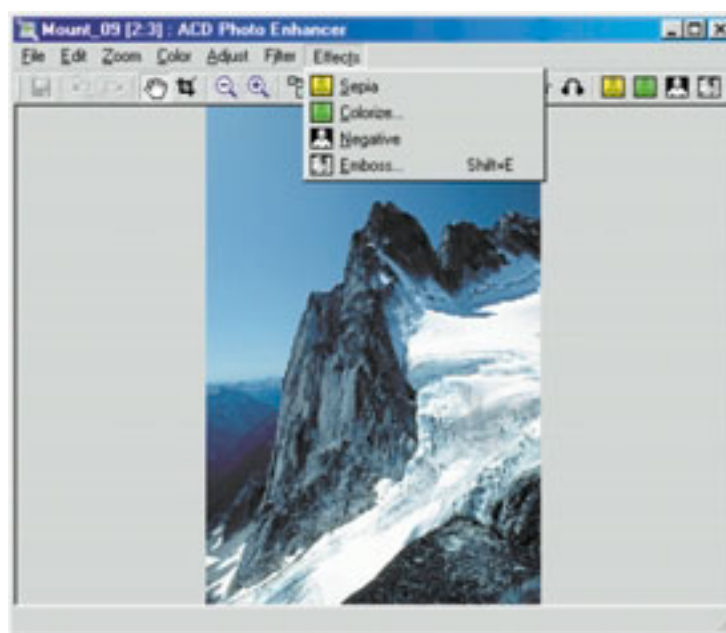 Mount_09 [2:3] : ACD Photo Enhancer
File Edit Zoom Color Adjust Filter Effects
Sepia
Colorize...
Negative
Emboss... Shift+E